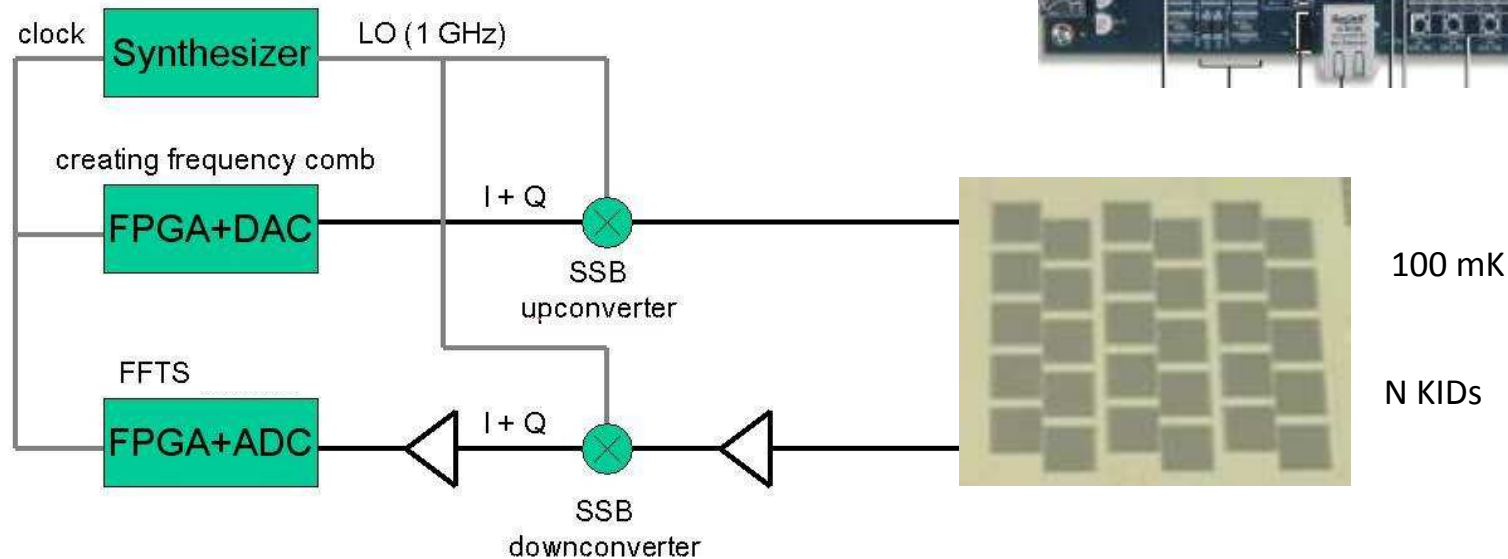 clock
Synthesizer
LO (1 GHz)
creating frequency comb
FPGA+DAC
I + Q
SSB
upconverter
100 mK
N KIDs
FFTS
FPGA+ADC
I + Q
SSB
downconverter